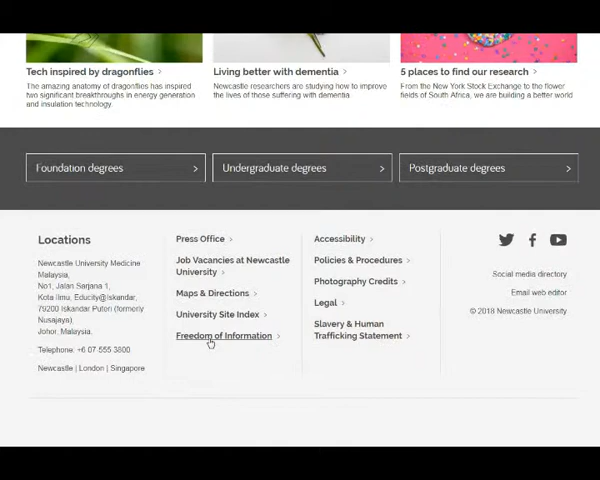 Tech inspired by dragonflies >
The amazing anatomy of dragonflies has inspired
two significant breakthroughs in energy generation
and insulation technology.
Living better with dementia >
Newcastle researchers are studying how to improve
the lives of those suffering with dementia
5 places to find our research >
From the New York Stock Exchange to the flower
fields of South Africa, we are building a better world
Foundation degrees >
Undergraduate degrees >
Postgraduate degrees >
Locations
Newcastle University Medicine
Malaysia,
No1, Jalan Sarjana 1,
Kota Ilmu, Educity@Iskandar,
79200 Iskandar Puteri (formerly
Nusajaya),
Johor, Malaysia.
Telephone: +6 07 555 3800
Newcastle | London | Singapore
Press Office >
Job Vacancies at Newcastle
University >
Maps & Directions >
University Site Index >
Freedom of Information >
Accessibility >
Policies & Procedures >
Photography Credits >
Legal >
Slavery & Human
Trafficking Statement >
Social media directory
Email web editor
© 2018 Newcastle University